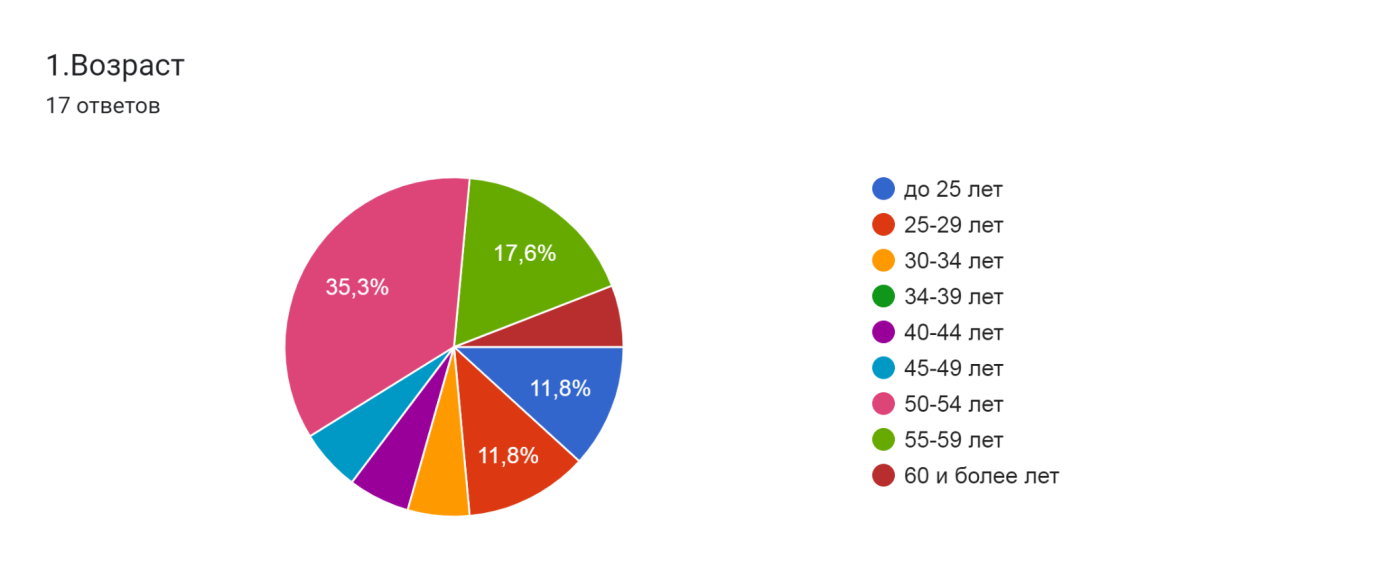 1.Возраст
17 ответов
17,6%
35,3%
11,8%
11,8%
до 25 лет
25-29 лет
30-34 лет
34-39 лет
40-44 лет
45-49 лет
50-54 лет
55-59 лет
60 и более лет